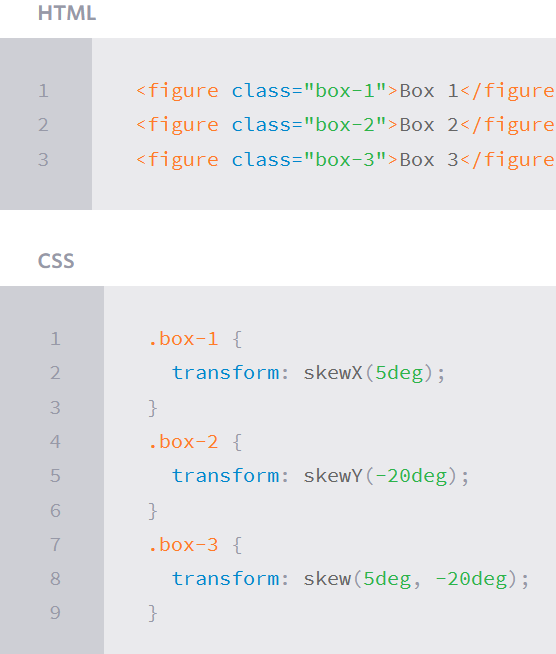 HTML
1 <figure class="box-1">Box 1</figure
2 <figure class="box-2">Box 2</figure
3 <figure class="box-3">Box 3</figure
CSS
1 .box-1 {
2 transform: skewX(5deg);
3 }
4 .box-2 {
5 transform: skewY(-20deg);
6 }
7 .box-3 {
8 transform: skew(5deg, -20deg);
9 }